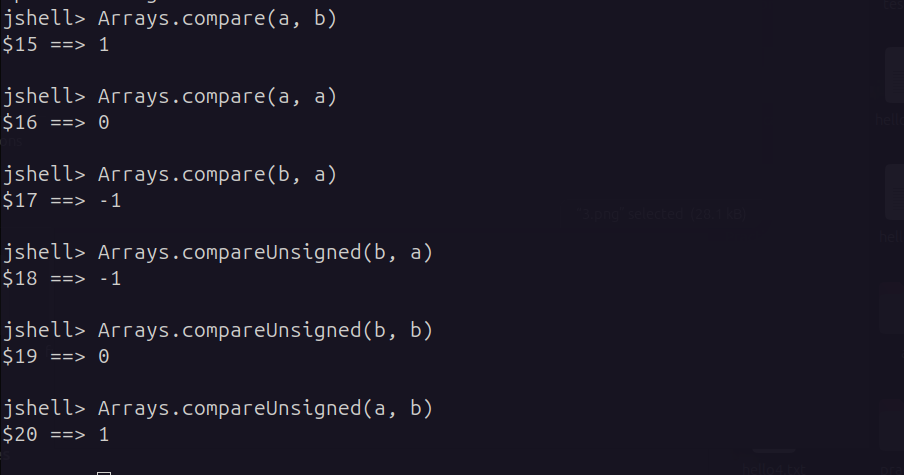 jshell> Arrays.compare(a, b)
$15 ==> 1
jshell> Arrays.compare(a, a)
$16 ==> 0
jshell> Arrays.compare(b, a)
$17 ==> -1
jshell> Arrays.compareUnsigned(b, a)
$18 ==> -1
jshell> Arrays.compareUnsigned(b, b)
$19 ==> 0
jshell> Arrays.compareUnsigned(a, b)
$20 ==> 1